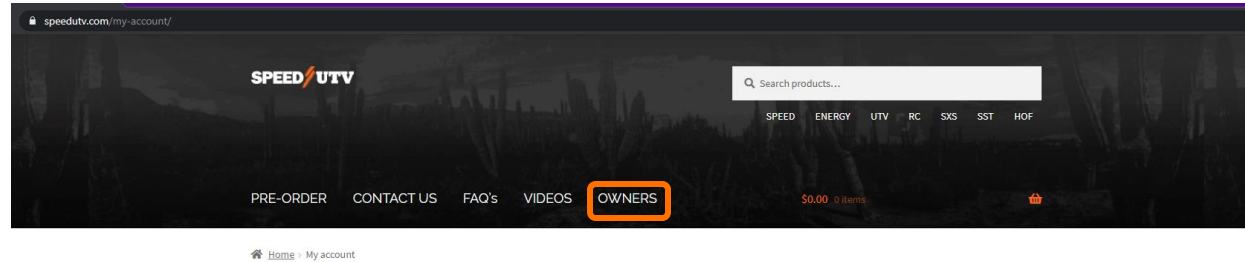 speedutv.com/my-account/
SPEED UTV
Search products...
SPEED ENERGY UTV RC SXS SST HOF
PRE-ORDER CONTACT US FAQ's VIDEOS OWNERS
$0.00 0 items
Home › My account